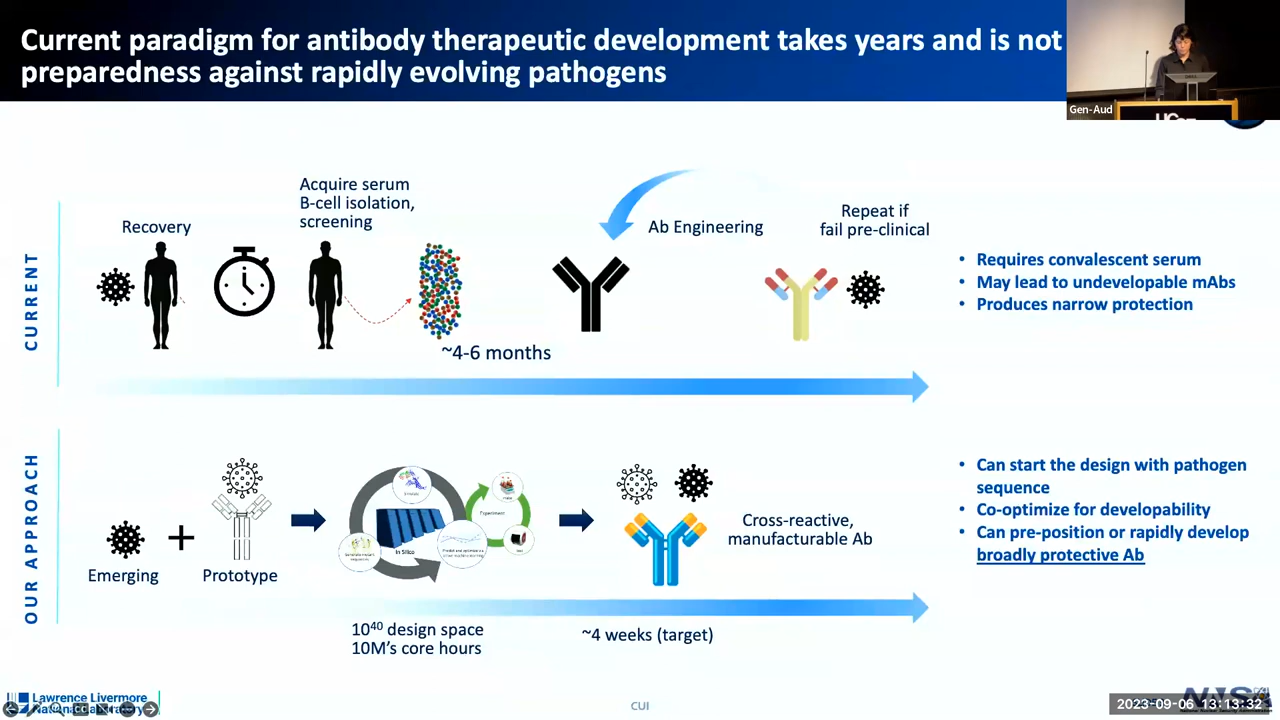 Current paradigm for antibody therapeutic development takes years and is not
preparedness against rapidly evolving pathogens
Gen-Aud
CURRENT
Recovery
Acquire serum
B-cell isolation,
screening
~4-6 months
Ab Engineering
Repeat if
fail pre-clinical
• Requires convalescent serum
• May lead to undevelopable mAbs
• Produces narrow protection
OUR APPROACH
Emerging
+
Prototype
In Silico
Experiment
10⁴⁰ design space
10M's core hours
~4 weeks (target)
Cross-reactive,
manufacturable Ab
• Can start the design with pathogen
sequence
• Co-optimize for developability
• Can pre-position or rapidly develop
broadly protective Ab
Lawrence Livermore
National Laboratory
CUI
2023-09-06 13:13:32